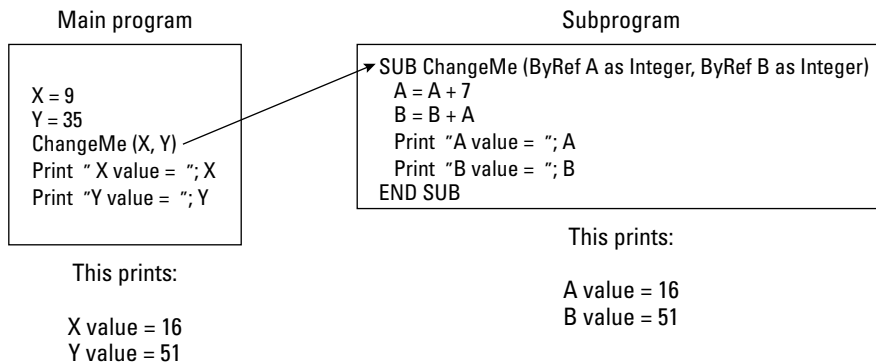 Main program
X = 9
Y = 35
ChangeMe (X, Y)
Print " X value = "; X
Print "Y value = "; Y
This prints:
X value = 16
Y value = 51
Subprogram
SUB ChangeMe (ByRef A as Integer, ByRef B as Integer)
A = A + 7
B = B + A
Print "A value = "; A
Print "B value = "; B
END SUB
This prints:
A value = 16
B value = 51